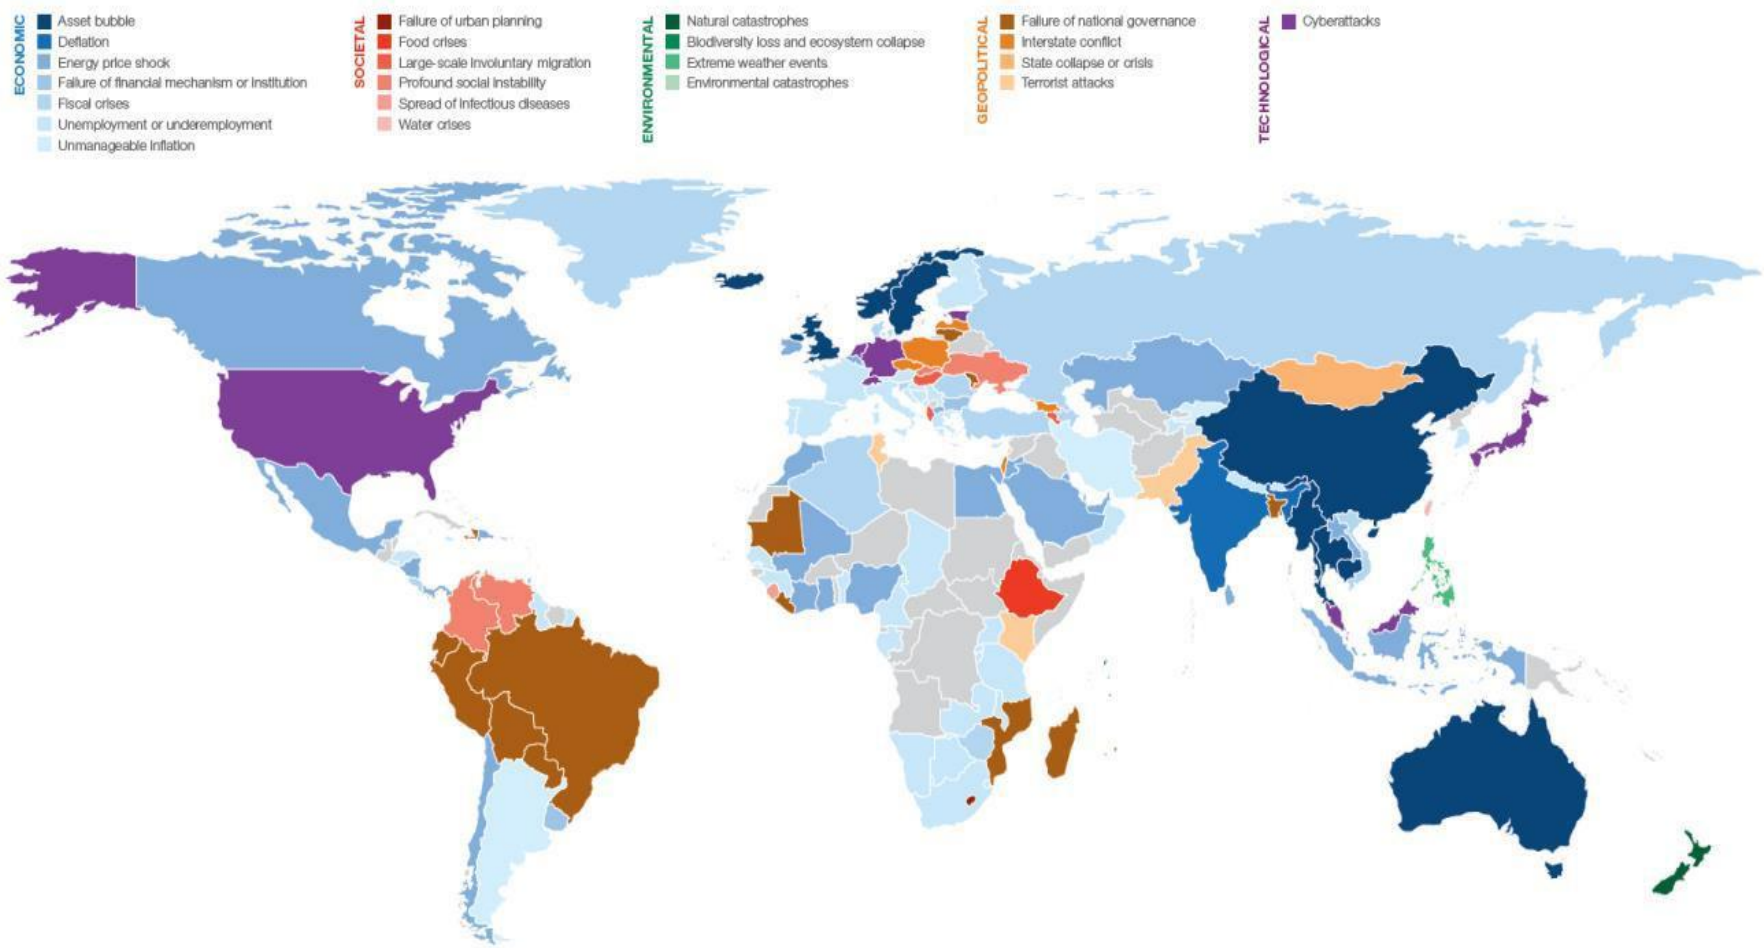 ECONOMIC
Asset bubble
Deflation
Energy price shock
Failure of financial mechanism or institution
Fiscal crises
Unemployment or underemployment
Unmanageable inflation
SOCIETAL
Failure of urban planning
Food crises
Large-scale involuntary migration
Profound social instability
Spread of infectious diseases
Water crises
ENVIRONMENTAL
Natural catastrophes
Biodiversity loss and ecosystem collapse
Extreme weather events
Environmental catastrophes
GEOPOLITICAL
Failure of national governance
Interstate conflict
State collapse or crisis
Terrorist attacks
TECHNOLOGICAL
Cyberattacks